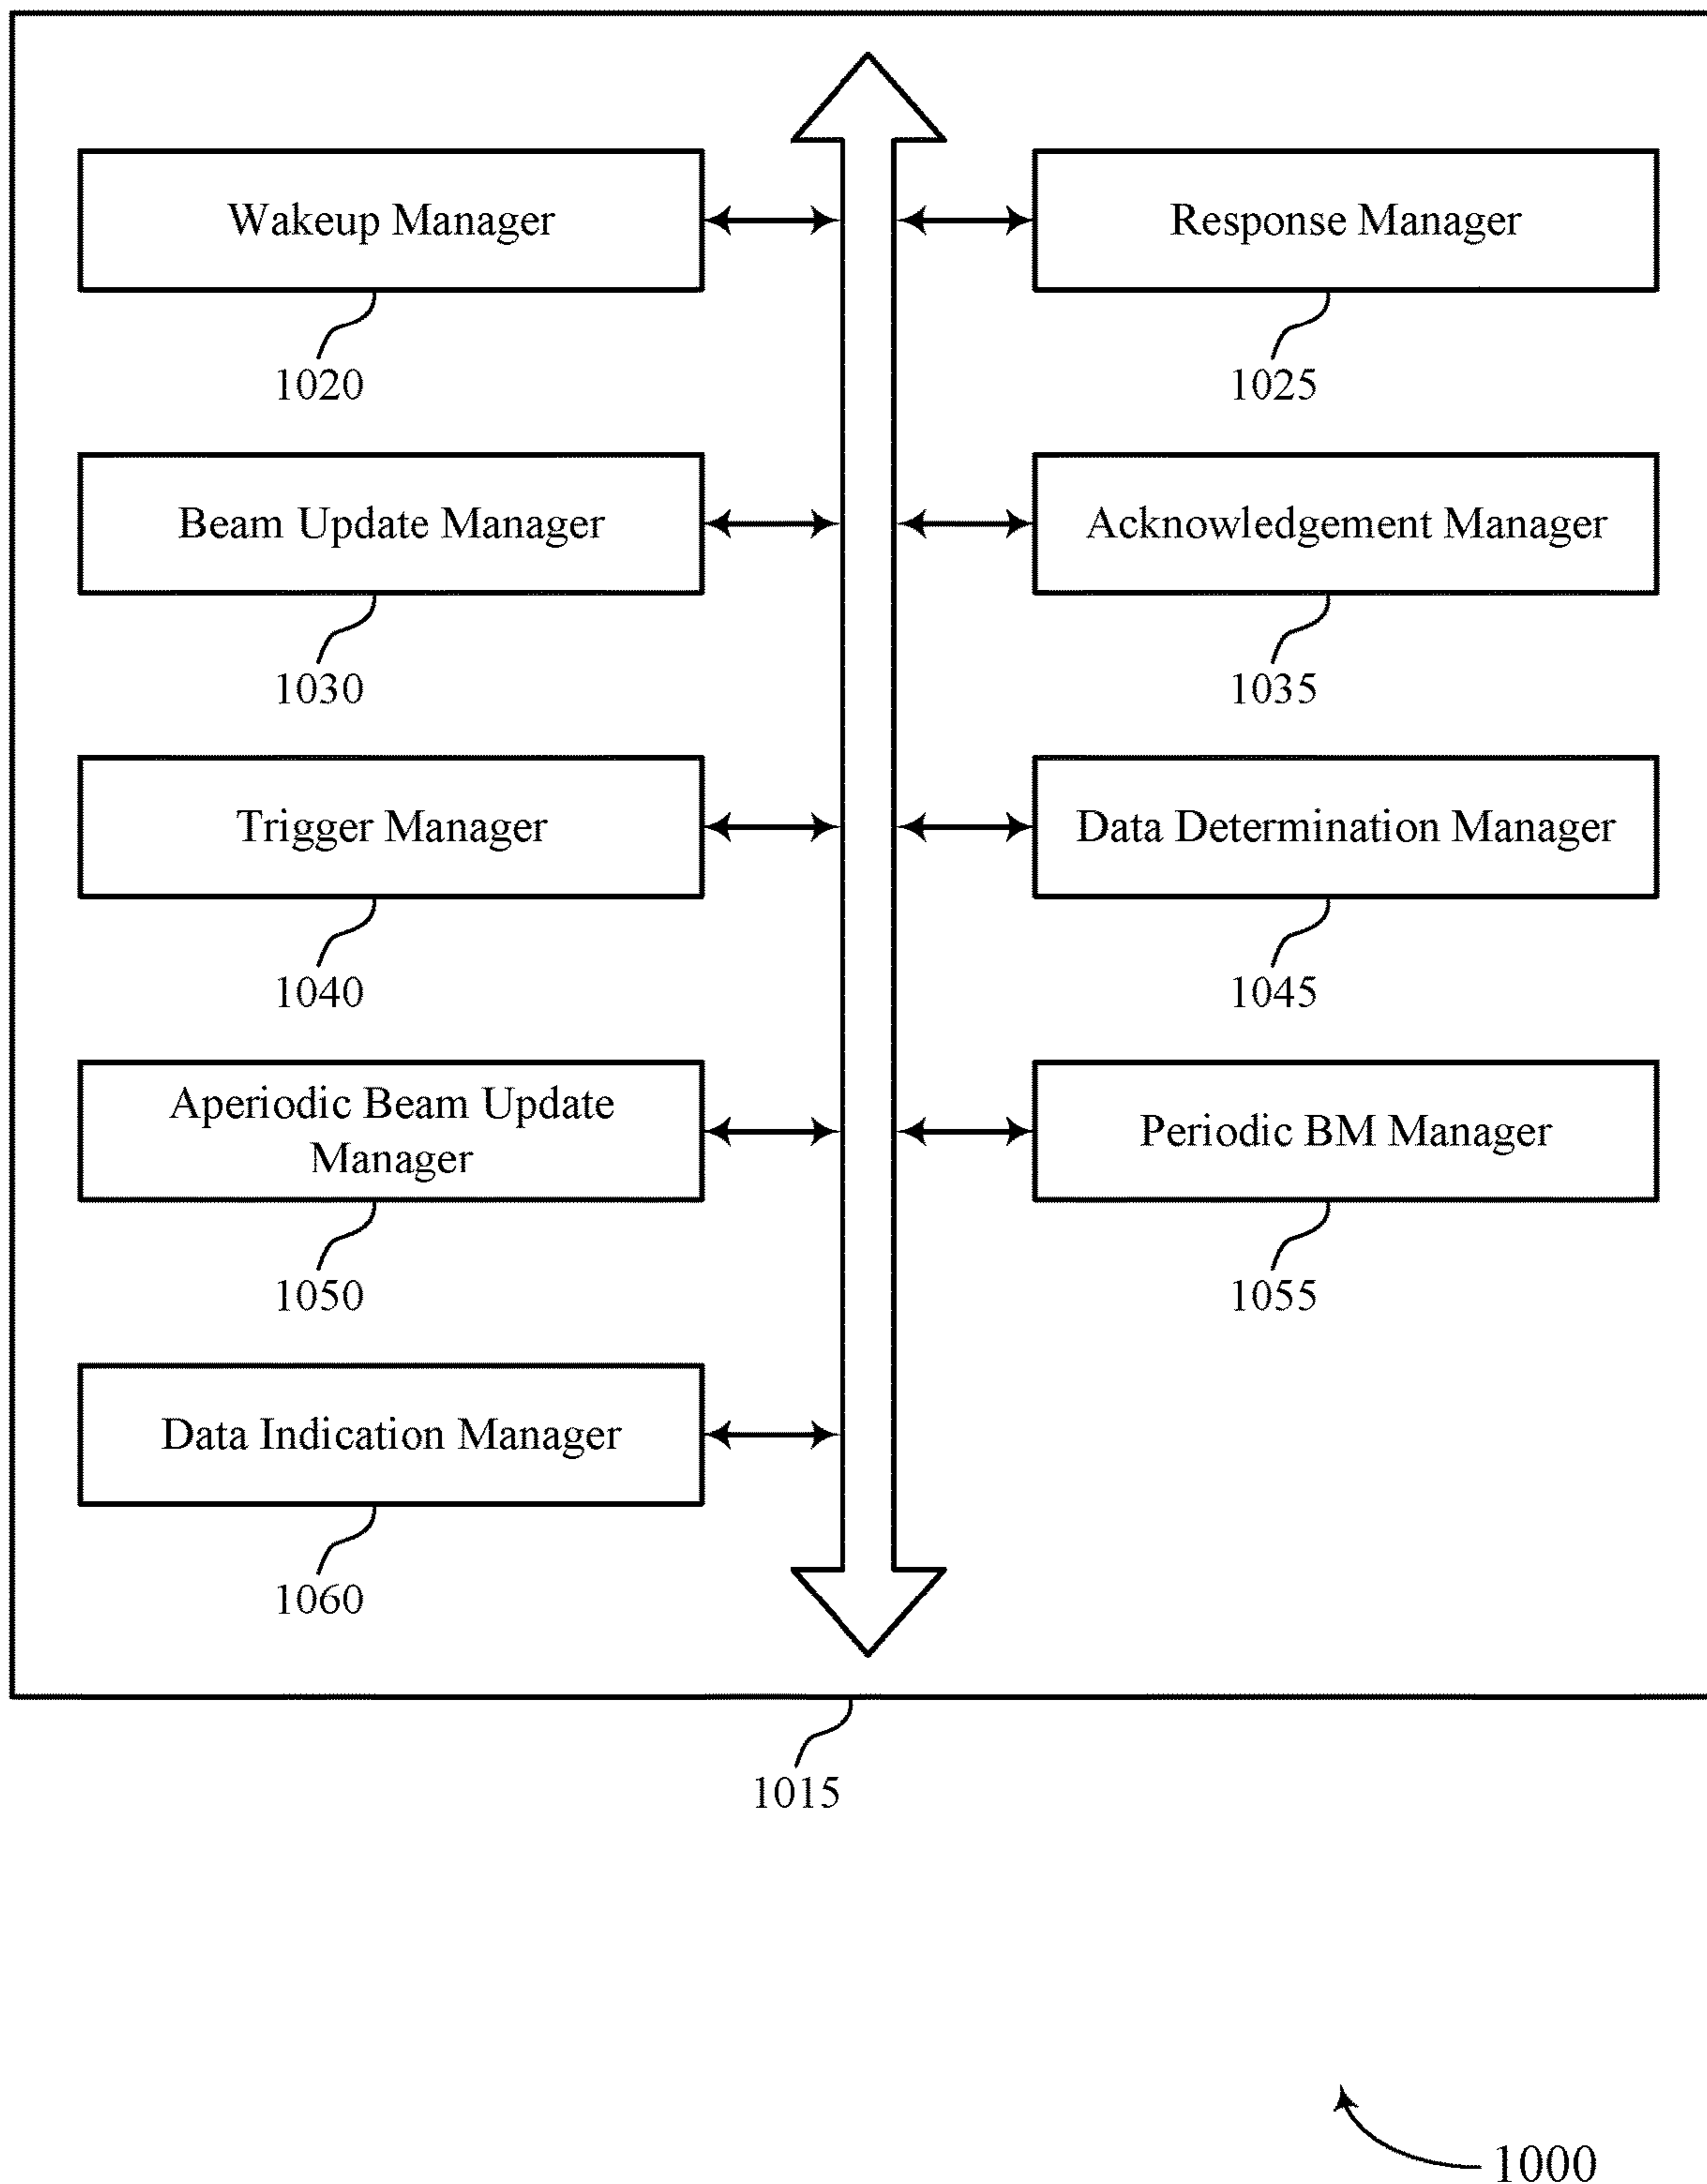 Wakeup Manager
Response Manager
1020
1025
Beam Update Manager
Acknowledgement Manager
1030
1035
Trigger Manager
Data Determination Manager
1040
1045
Aperiodic Beam Update
Manager
Periodic BM Manager
1050
1055
Data Indication Manager
1060
1015
1000